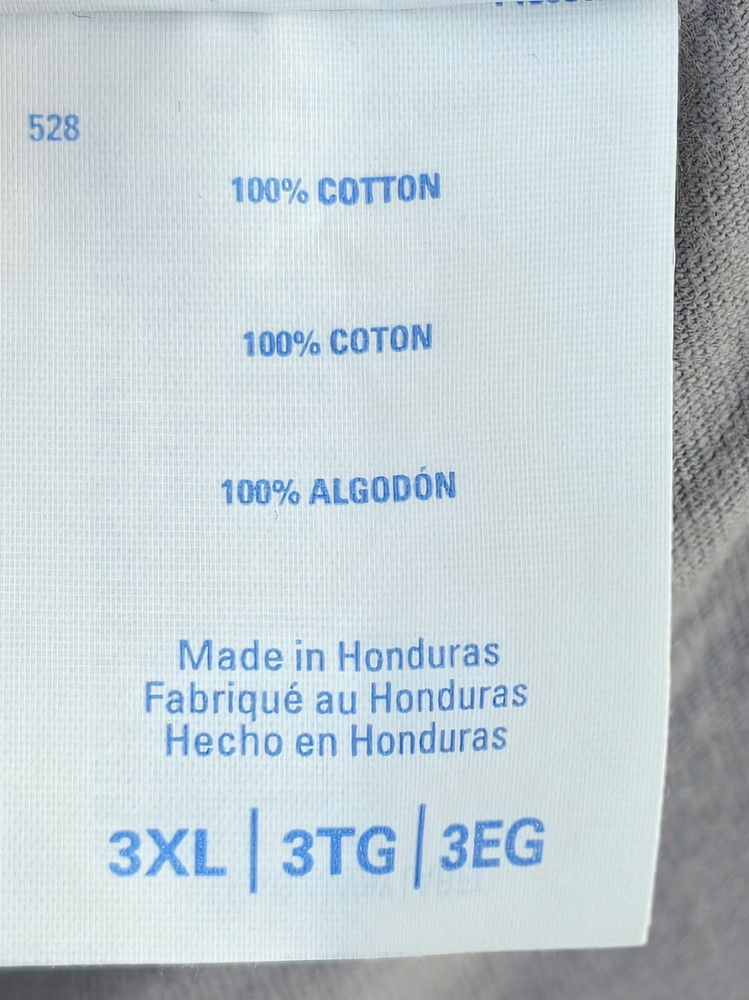 528
100% COTTON
100% COTON
100% ALGODÓN
Made in Honduras
Fabriqué au Honduras
Hecho en Honduras
3XL | 3TG | 3EG